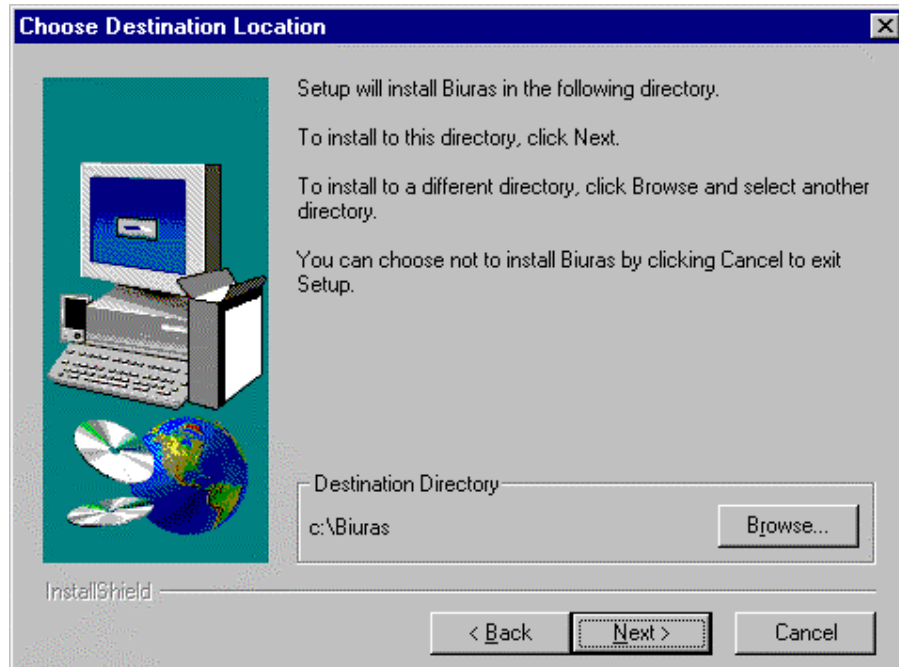 Choose Destination Location
Setup will install Biuras in the following directory.
To install to this directory, click Next.
To install to a different directory, click Browse and select another
directory.
You can choose not to install Biuras by clicking Cancel to exit
Setup.
Destination Directory
c:\Biuras
Browse...
InstallShield
< Back
Next >
Cancel